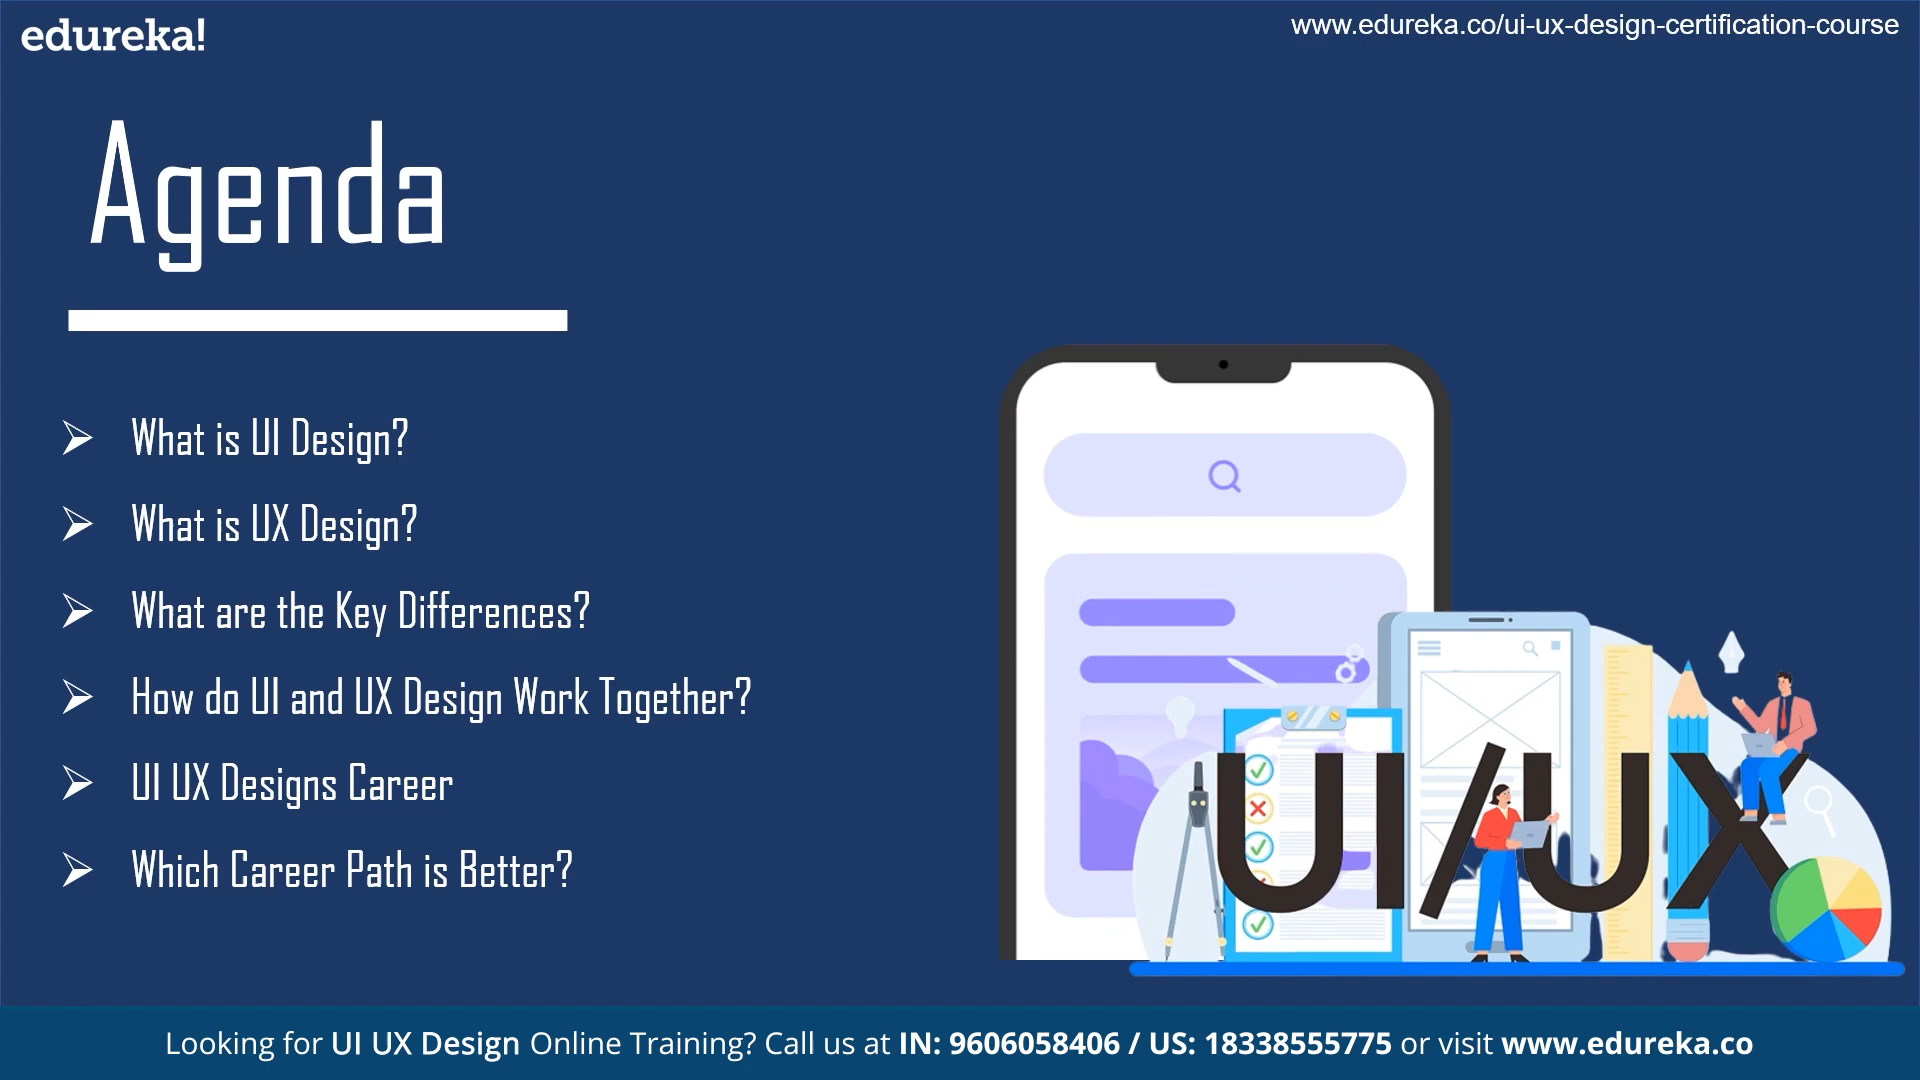 edureka!
www.edureka.co/ui-ux-design-certification-course
Agenda
What is UI Design?
What is UX Design?
What are the Key Differences?
How do UI and UX Design Work Together?
UI UX Designs Career
Which Career Path is Better?
UI/UX
Looking for UI UX Design Online Training? Call us at IN: 9606058406 / US: 18338555775 or visit www.edureka.co